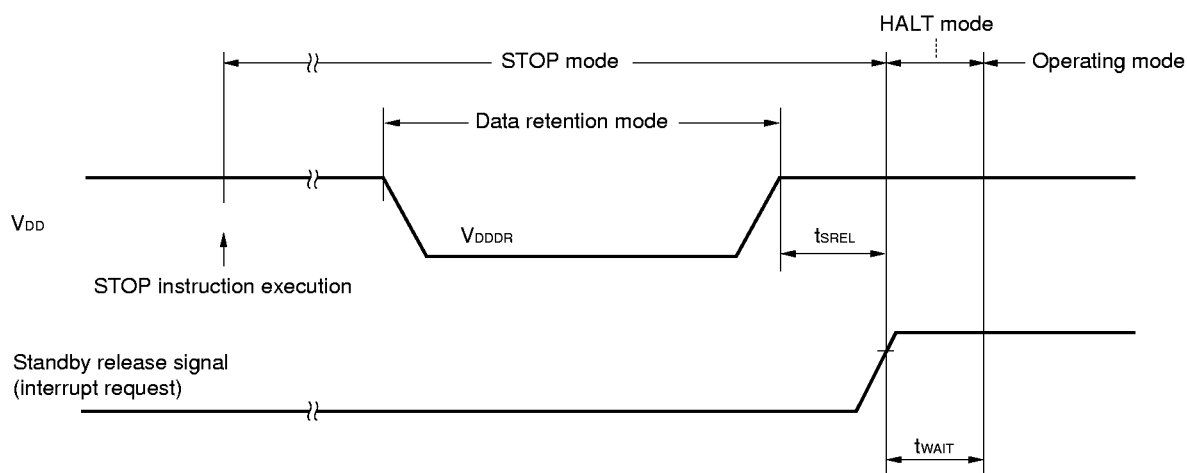 HALT mode
STOP mode
Operating mode
Data retention mode
VDD
VDDDR
tSREL
STOP instruction execution
Standby release signal
(interrupt request)
tWAIT